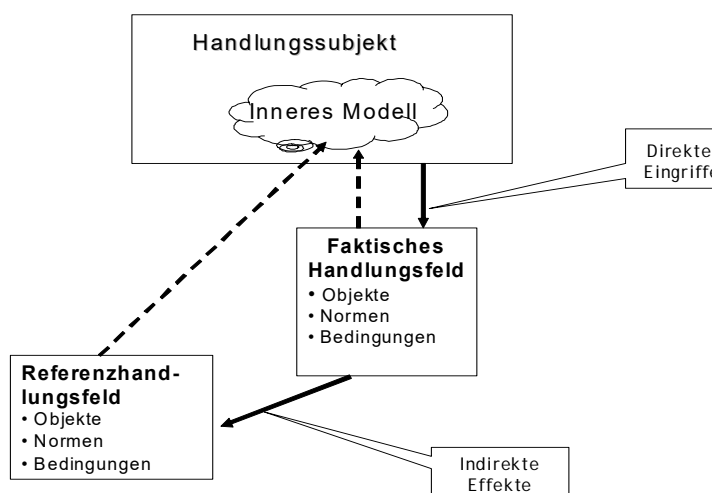 Handlungssubjekt
Inneres Modell
Direkte
Eingriffe
Faktisches
Handlungsfeld
• Objekte
• Normen
• Bedingungen
Referenzhand-
lungsfeld
• Objekte
• Normen
• Bedingungen
Indirekte
Effekte